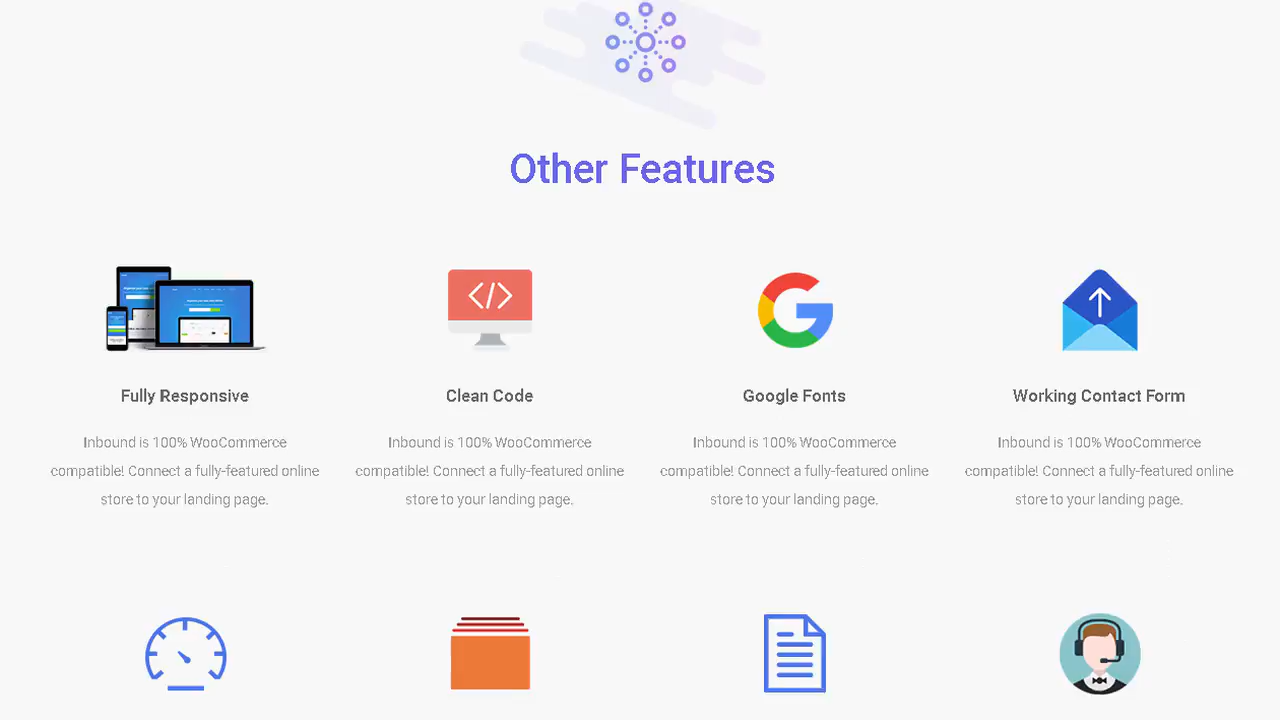 Other Features
Fully Responsive
Inbound is 100% WooCommerce
compatible! Connect a fully-featured online
store to your landing page.
Clean Code
Inbound is 100% WooCommerce
compatible! Connect a fully-featured online
store to your landing page.
Google Fonts
Inbound is 100% WooCommerce
compatible! Connect a fully-featured online
store to your landing page.
Working Contact Form
Inbound is 100% WooCommerce
compatible! Connect a fully-featured online
store to your landing page.